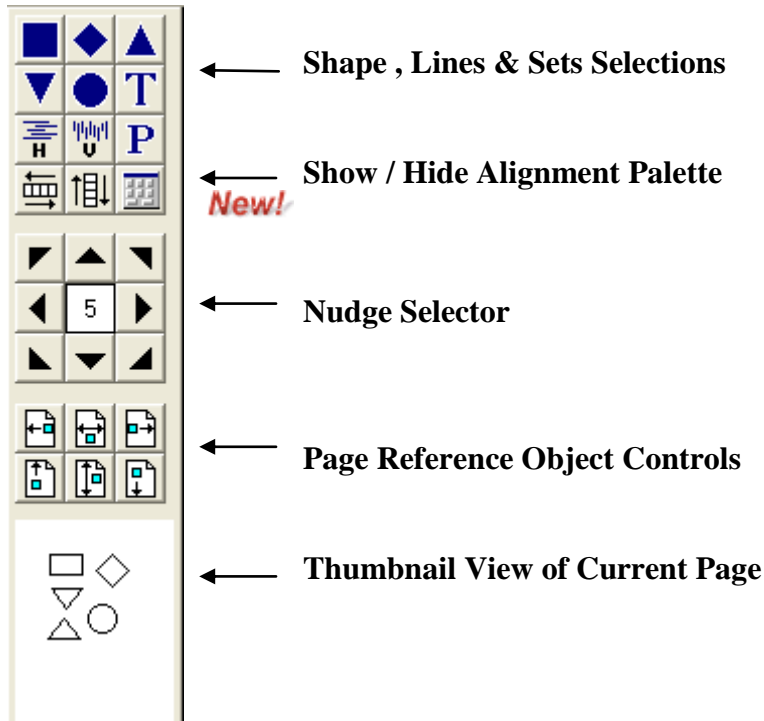 T
Shape , Lines & Sets Selections
H V P
Show / Hide Alignment Palette
New!
5
Nudge Selector
Page Reference Object Controls
Thumbnail View of Current Page